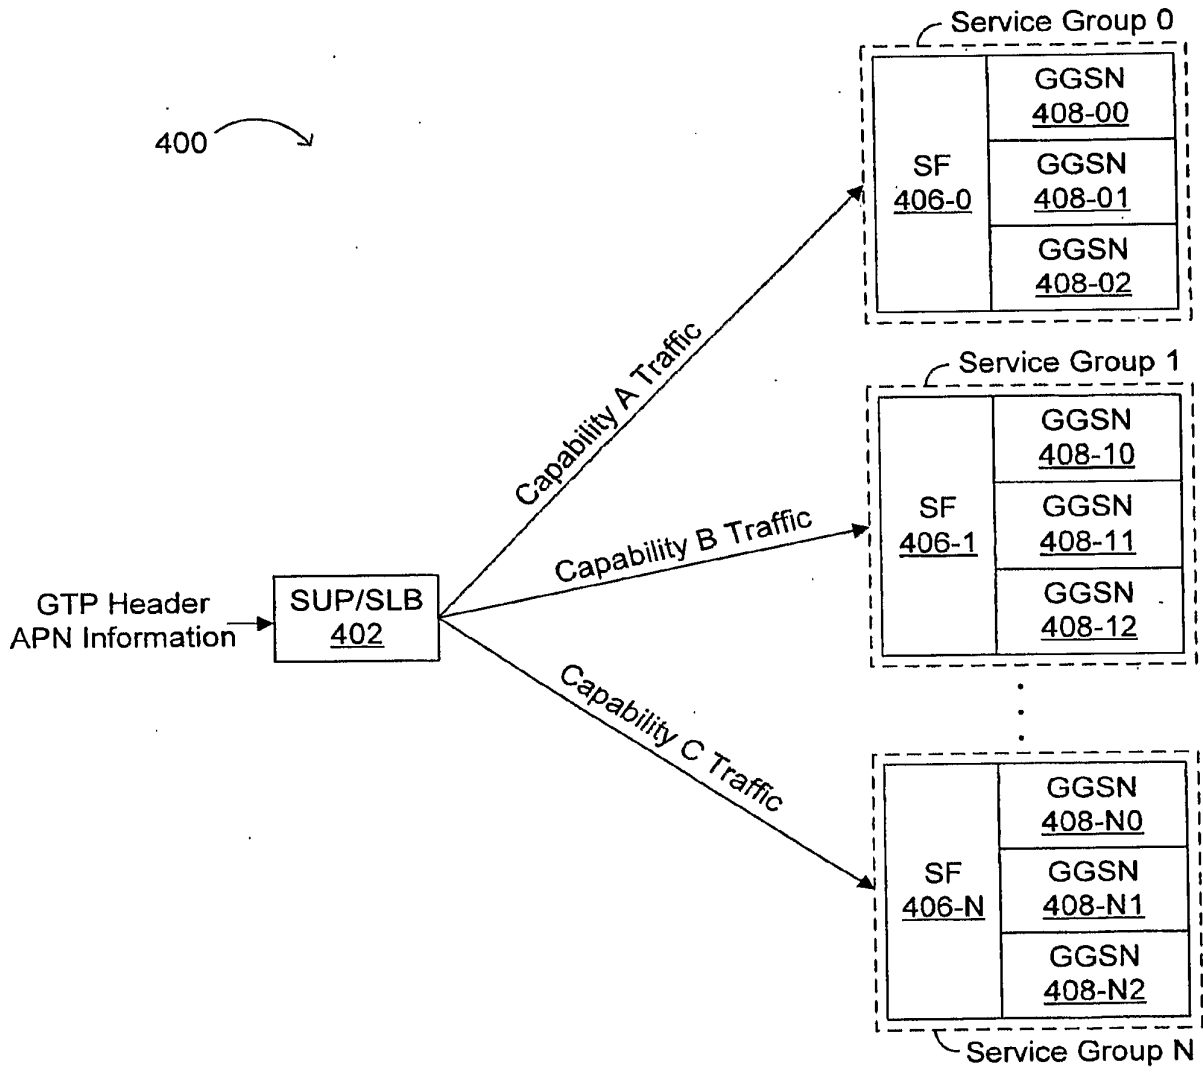 Service Group 0
400
SF
406-0
GGSN
408-00
GGSN
408-01
GGSN
408-02
Capability A Traffic
Service Group 1
SF
406-1
GGSN
408-10
GGSN
408-11
GGSN
408-12
Capability B Traffic
GTP Header
APN Information
SUP/SLB
402
Capability C Traffic
SF
406-N
GGSN
408-N0
GGSN
408-N1
GGSN
408-N2
Service Group N